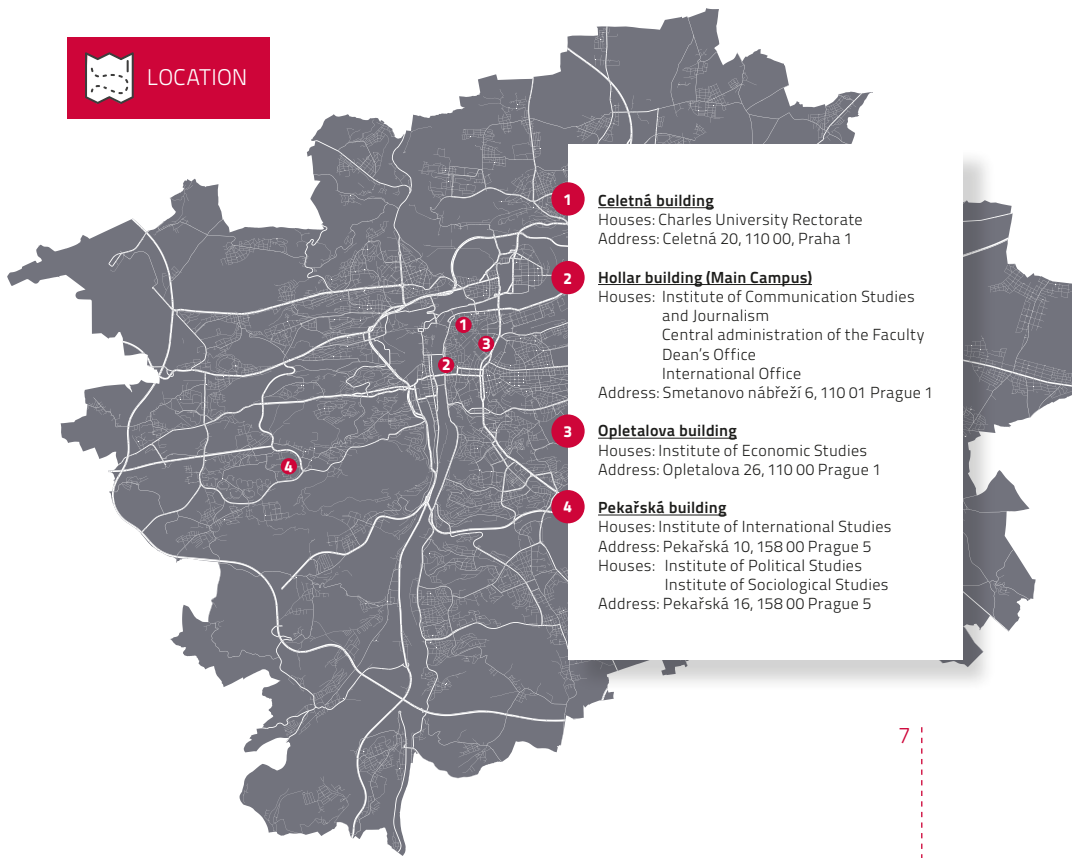 LOCATION
1
Celetná building
Houses: Charles University Rectorate
Address: Celetná 20, 110 00, Praha 1
2
Hollar building (Main Campus)
Houses: Institute of Communication Studies
and Journalism
Central administration of the Faculty
Dean's Office
International Office
Address: Smetanovo nábřeží 6, 110 01 Prague 1
3
Opletalova building
Houses: Institute of Economic Studies
Address: Opletalova 26, 110 00 Prague 1
4
Pekařská building
Houses: Institute of International Studies
Address: Pekařská 10, 158 00 Prague 5
Houses: Institute of Political Studies
Institute of Sociological Studies
Address: Pekařská 16, 158 00 Prague 5
1
3
2
4
7